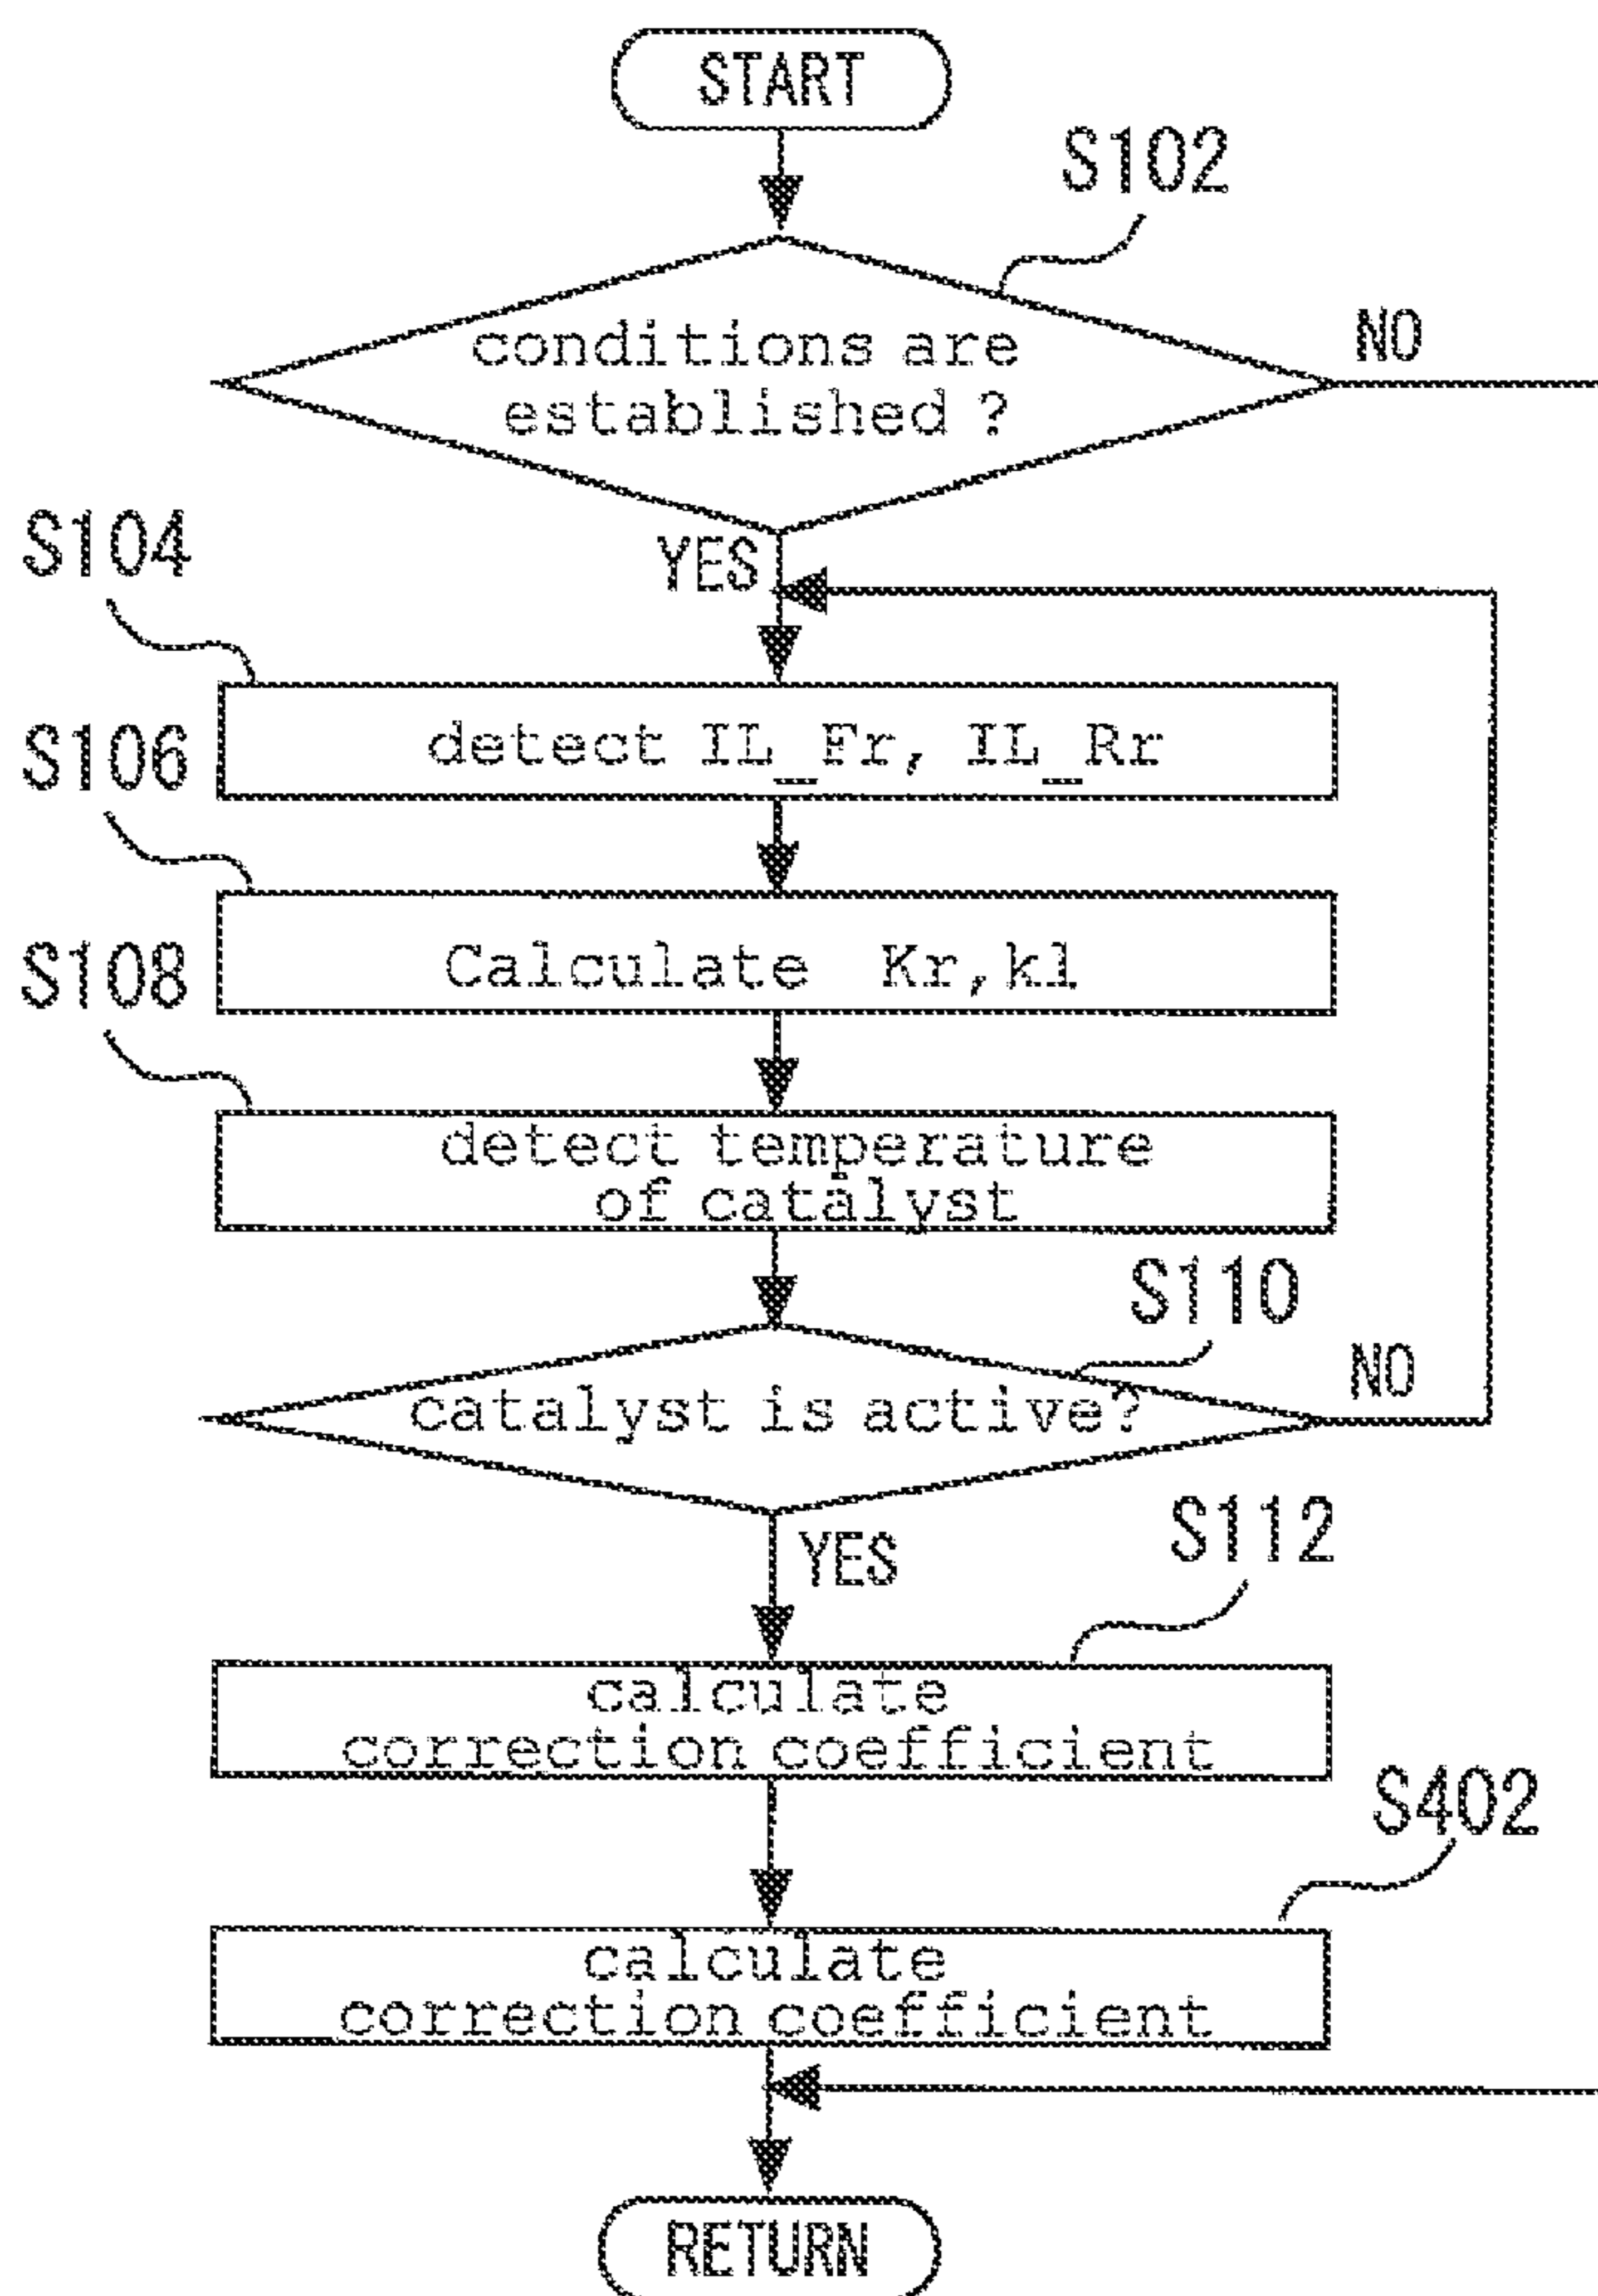 START
S102
conditions are
established ?
NO
YES
S104
detect IL_Fr, IL_Rr
S106
Calculate Kr,kl
S108
detect temperature
of catalyst
S110
catalyst is active?
NO
YES
S112
calculate
correction coefficient
S402
calculate
correction coefficient
RETURN